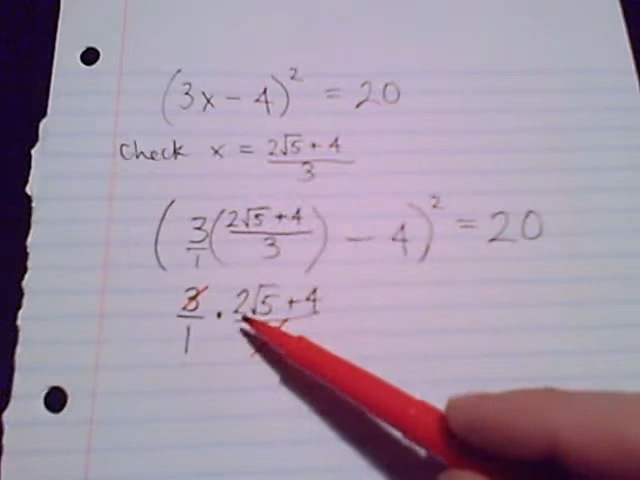 (3x - 4)² = 20
Check x = (2√5 + 4)/3
(3/1((2√5 + 4)/3) - 4)² = 20
3/1 · 2√5 + 4